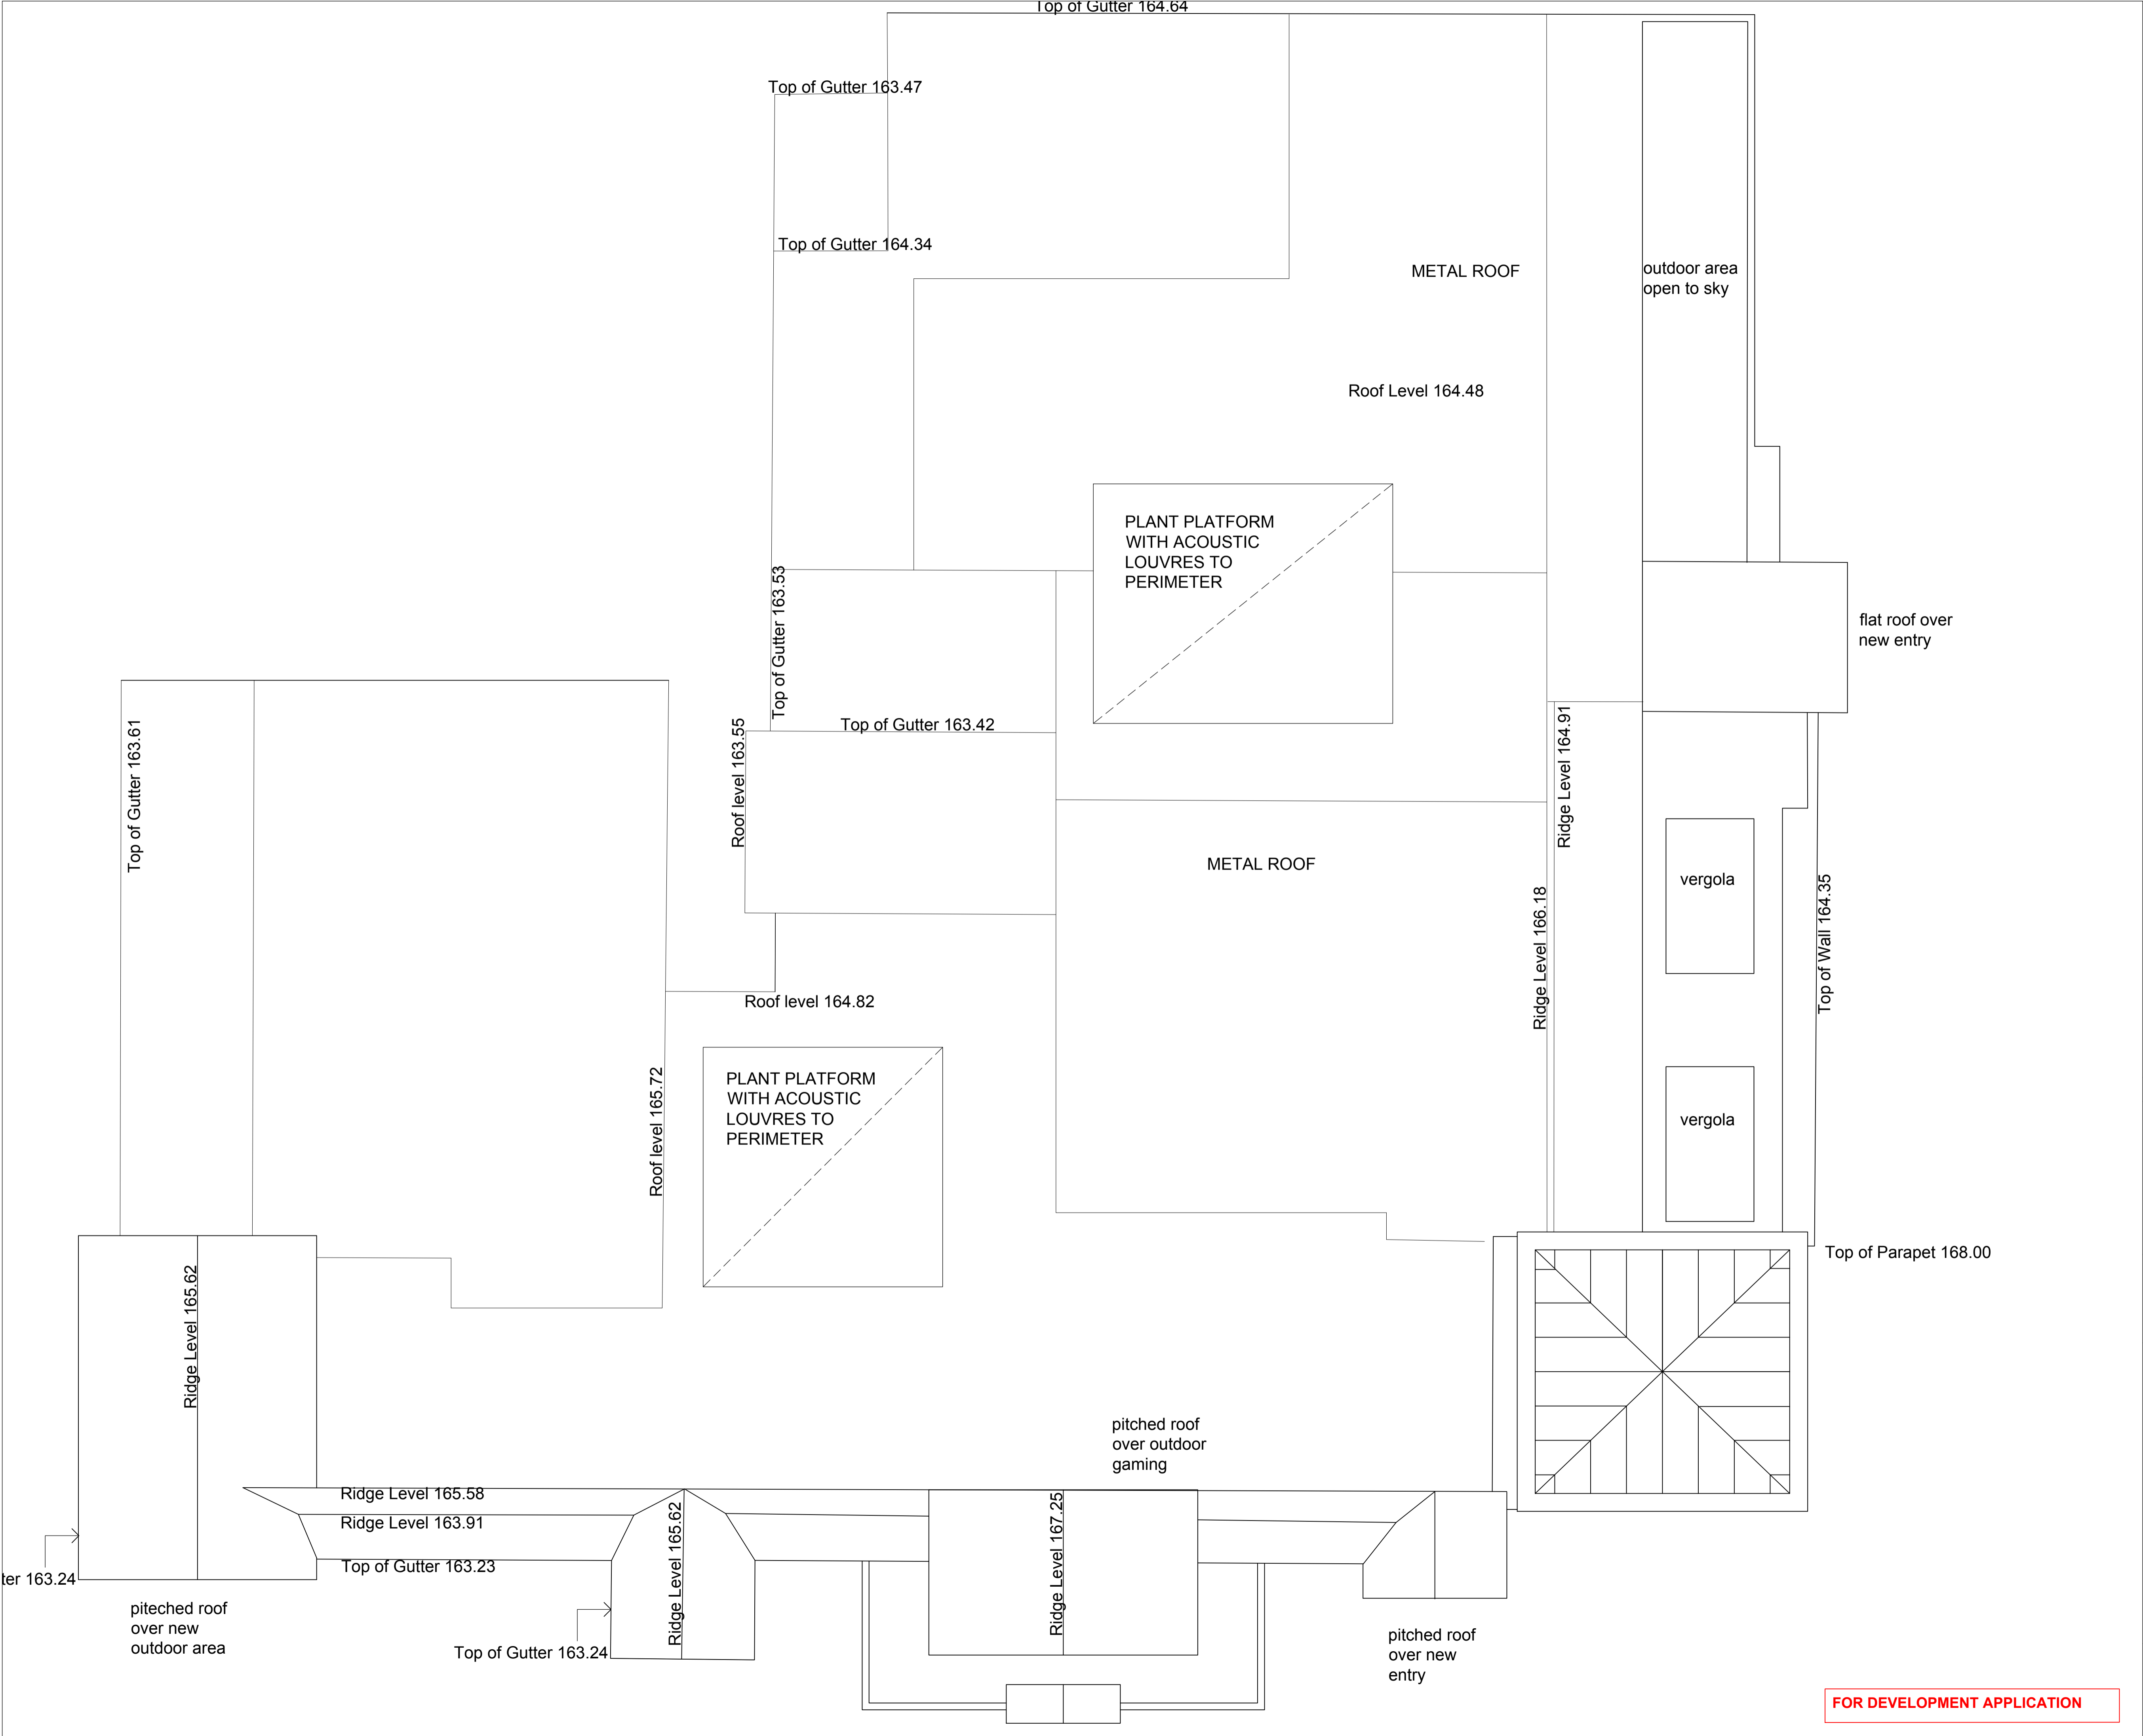 Top of Gutter 164.64
Top of Gutter 163.47
Top of Gutter 164.34
METAL ROOF
outdoor area
open to sky
Roof Level 164.48
PLANT PLATFORM
WITH ACOUSTIC
LOUVRES TO
PERIMETER
Top of Gutter 163.53
flat roof over
new entry
Top of Gutter 163.61
Roof level 163.55
Top of Gutter 163.42
Ridge Level 164.91
METAL ROOF
vergola
Ridge Level 166.18
Top of Wall 164.35
Roof level 164.82
PLANT PLATFORM
WITH ACOUSTIC
LOUVRES TO
PERIMETER
Roof level 165.72
vergola
Top of Parapet 168.00
Ridge Level 165.62
pitched roof
over outdoor
gaming
Ridge Level 165.58
Ridge Level 163.91
Top of Gutter 163.23
Ridge Level 165.62
Ridge Level 167.25
ter 163.24
piteched roof
over new
outdoor area
Top of Gutter 163.24
pitched roof
over new
entry
FOR DEVELOPMENT APPLICATION